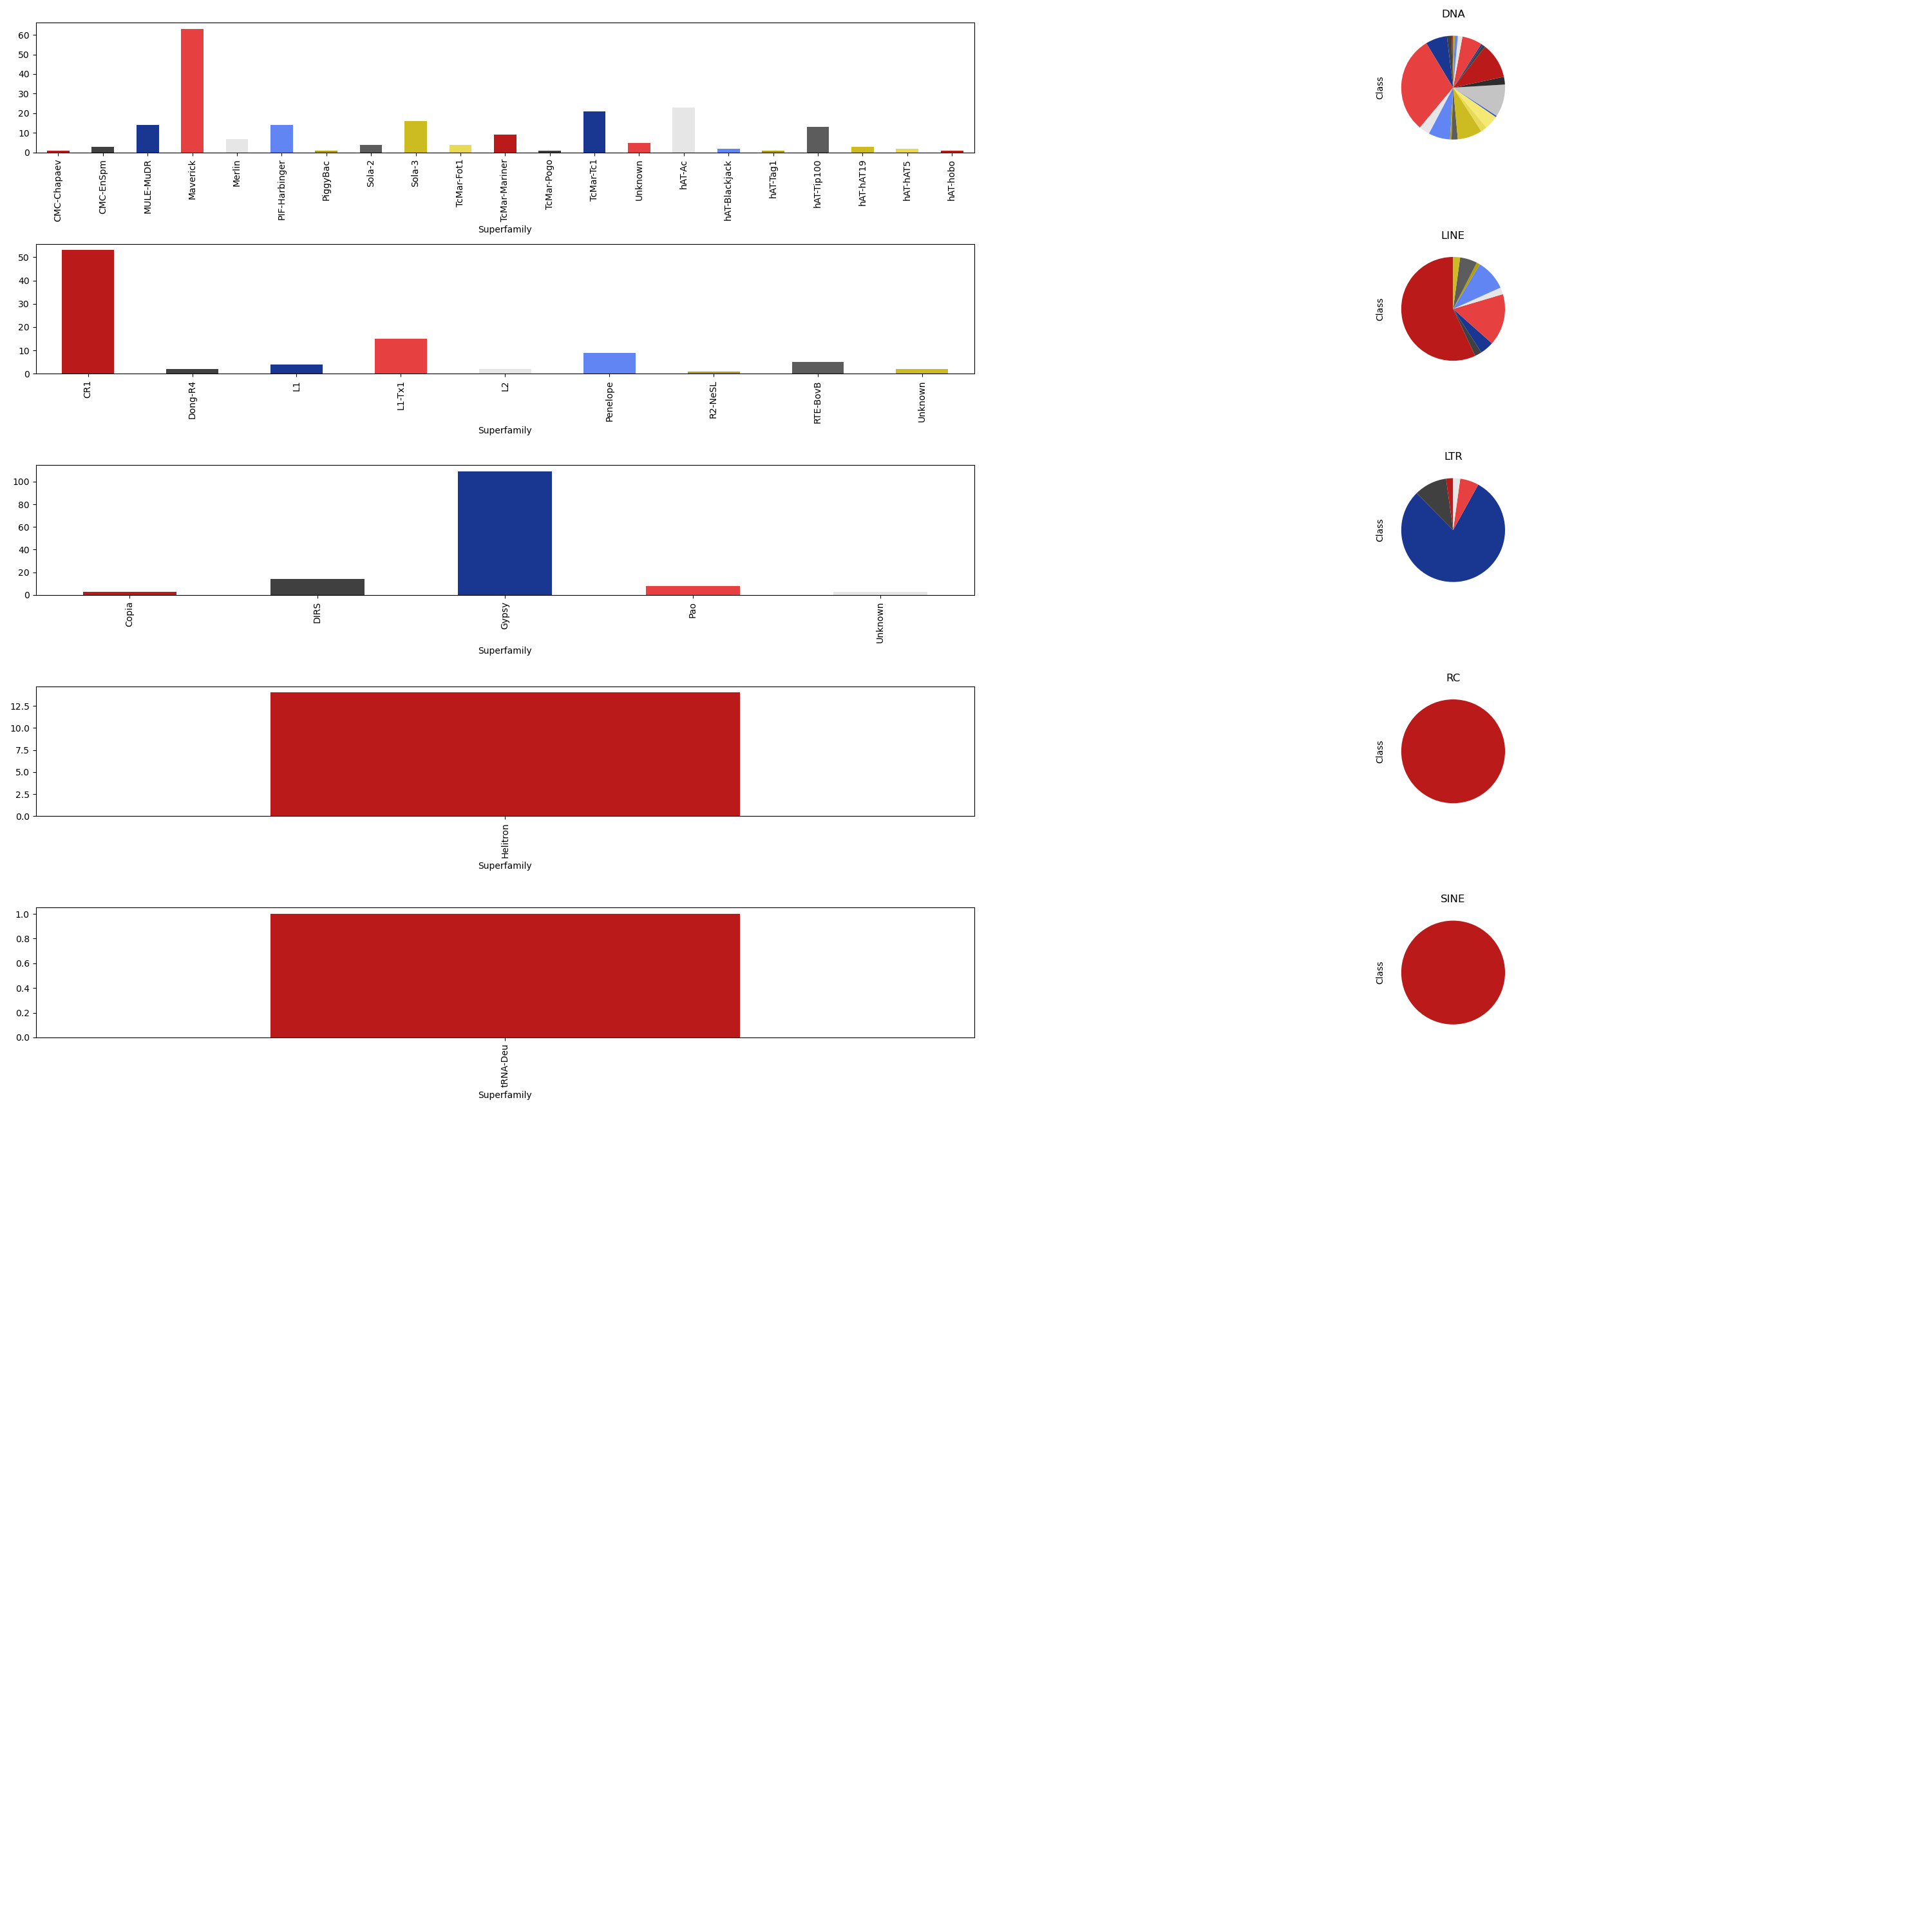 DNA
60
50
40
30
20
10
0
Class
CMC-Chapaev
CMC-EnSpm
MULE-MuDR
Maverick
Merlin
PIF-Harbinger
PiggyBac
Sola-2
Sola-3
TcMar-Fot1
TcMar-Mariner
TcMar-Pogo
TcMar-Tc1
Unknown
hAT-Ac
hAT-Blackjack
hAT-Tag1
hAT-Tip100
hAT-hAT19
hAT-hAT5
hAT-hobo
Superfamily
LINE
50
40
30
20
10
0
Class
CR1
Dong-R4
L1
L1-Tx1
L2
Penelope
R2-NeSL
RTE-BovB
Unknown
Superfamily
LTR
100
80
60
40
20
0
Class
Copia
DIRS
Gypsy
Pao
Unknown
Superfamily
RC
12.5
10.0
7.5
5.0
2.5
0.0
Class
Helitron
Superfamily
SINE
1.0
0.8
0.6
0.4
0.2
0.0
Class
tRNA-Deu
Superfamily